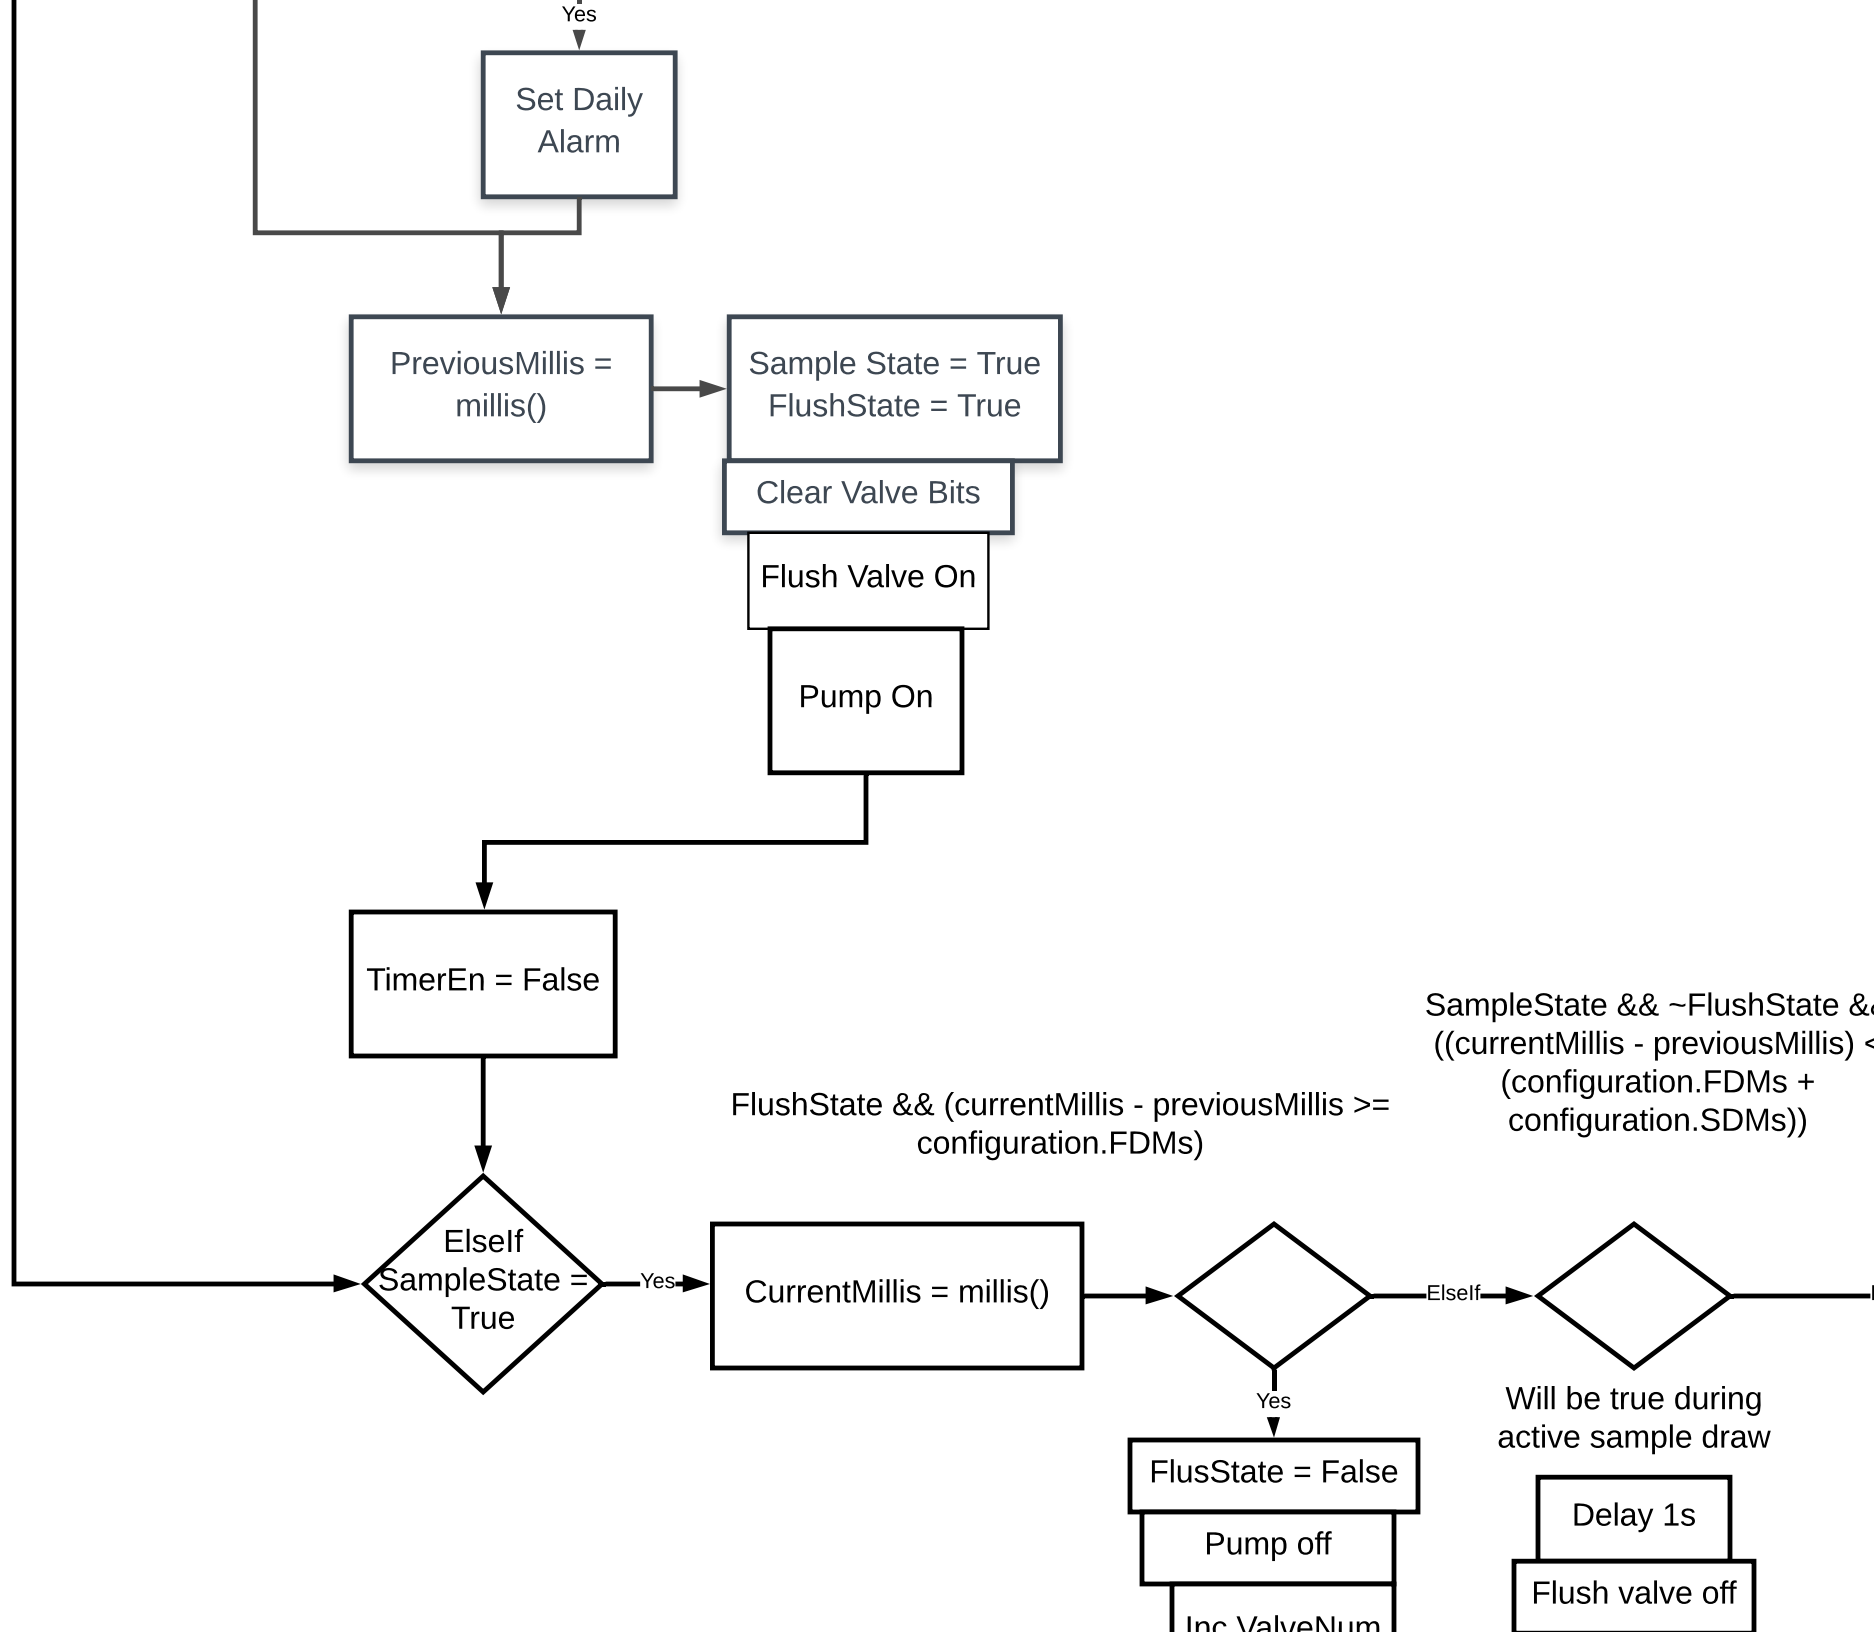 Yes
Set Daily
Alarm
PreviousMillis =
millis()
Sample State = True
FlushState = True
Clear Valve Bits
Flush Valve On
Pump On
TimerEn = False
SampleState && ~FlushState &&
((currentMillis - previousMillis) <
(configuration.FDMs +
configuration.SDMs))
FlushState && (currentMillis - previousMillis >=
configuration.FDMs)
ElseIf
SampleState =
True
Yes
CurrentMillis = millis()
ElseIf
Yes
Will be true during
active sample draw
FlusState = False
Pump off
Inc ValveNum
Delay 1s
Flush valve off